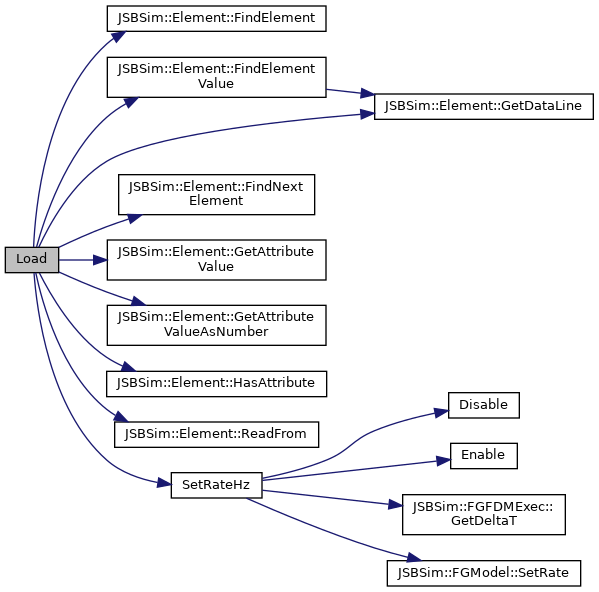 JSBSim::Element::FindElement
JSBSim::Element::FindElement
Value
JSBSim::Element::GetDataLine
JSBSim::Element::FindNext
Element
Load
JSBSim::Element::GetAttribute
Value
JSBSim::Element::GetAttribute
ValueAsNumber
JSBSim::Element::HasAttribute
JSBSim::Element::ReadFrom
SetRateHz
Disable
Enable
JSBSim::FGFDMExec::
GetDeltaT
JSBSim::FGModel::SetRate